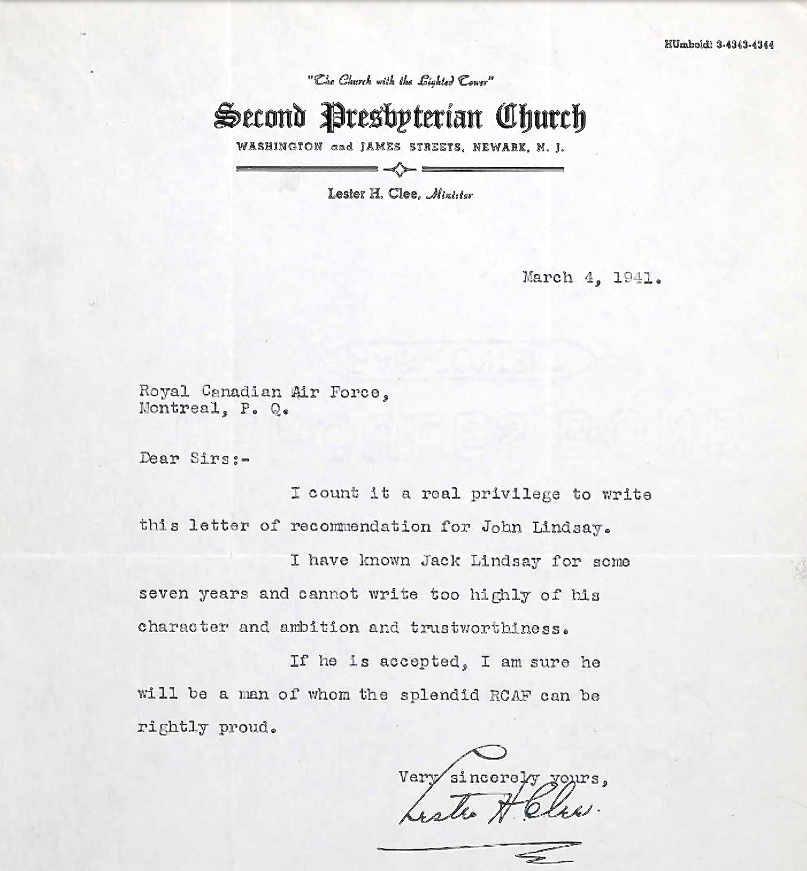 HUmboldt 3-4343-4344
"The Church with the Lighted Tower"
Second Presbyterian Church
WASHINGTON and JAMES STREETS, NEWARK, N. J.
Lester H. Clee, Minister
March 4, 1941.
Royal Canadian Air Force,
Montreal, P. Q.
Dear Sirs:-
I count it a real privilege to write
this letter of recommendation for John Lindsay.
I have known Jack Lindsay for some
seven years and cannot write too highly of his
character and ambition and trustworthiness.
If he is accepted, I am sure he
will be a man of whom the splendid RCAF can be
rightly proud.
Very sincerely yours,
Lester H. Clee.